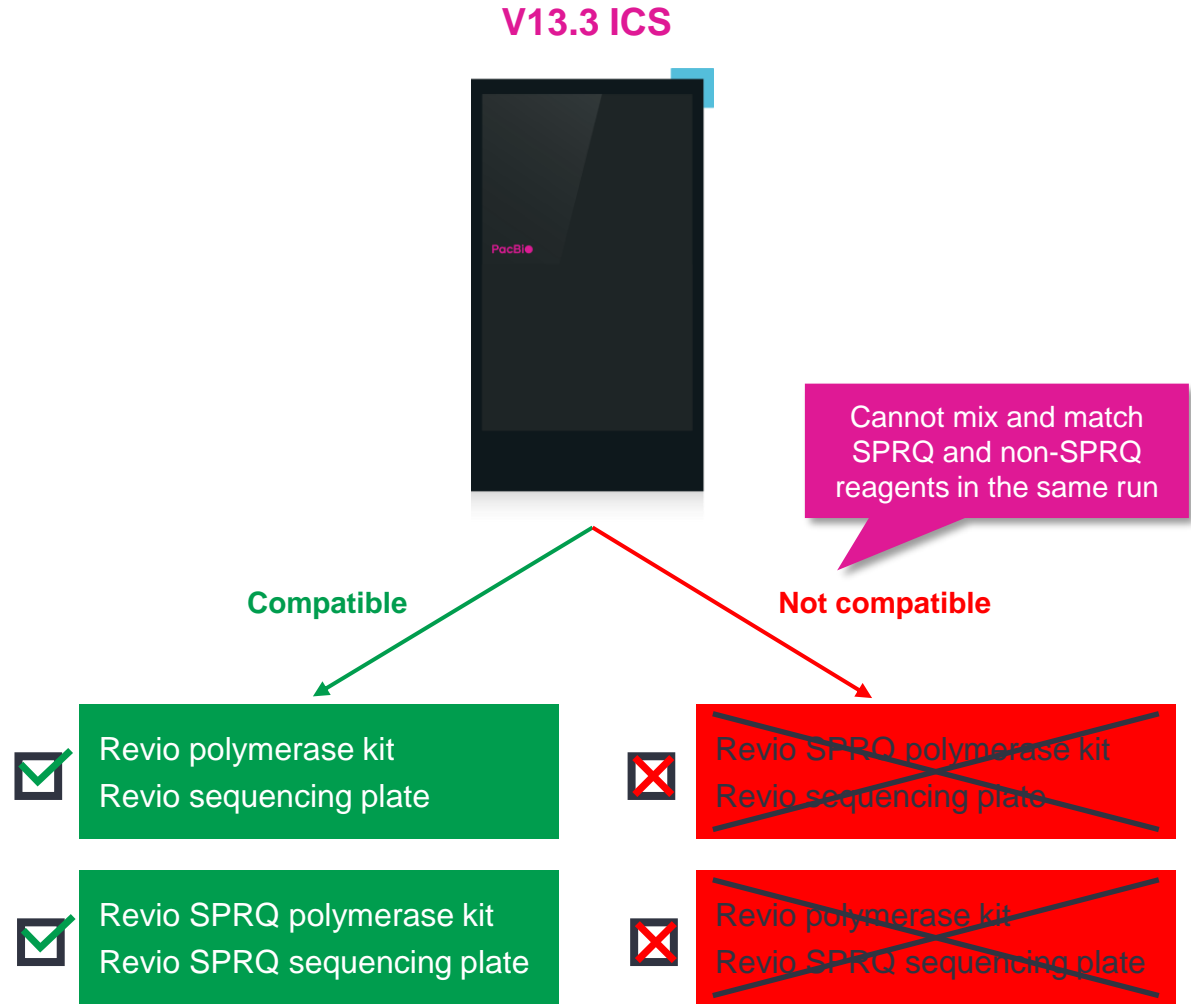 V13.3 ICS
PacBi
Cannot mix and match
SPRQ and non-SPRQ
reagents in the same run
Compatible
Not compatible
Revio polymerase kit
Revio sequencing plate
Revio SPRQ polymerase kit
Revio sequencing plate
Revio SPRQ polymerase kit
Revio SPRQ sequencing plate
Revio polymerase kit
Revio SPRQ sequencing plate